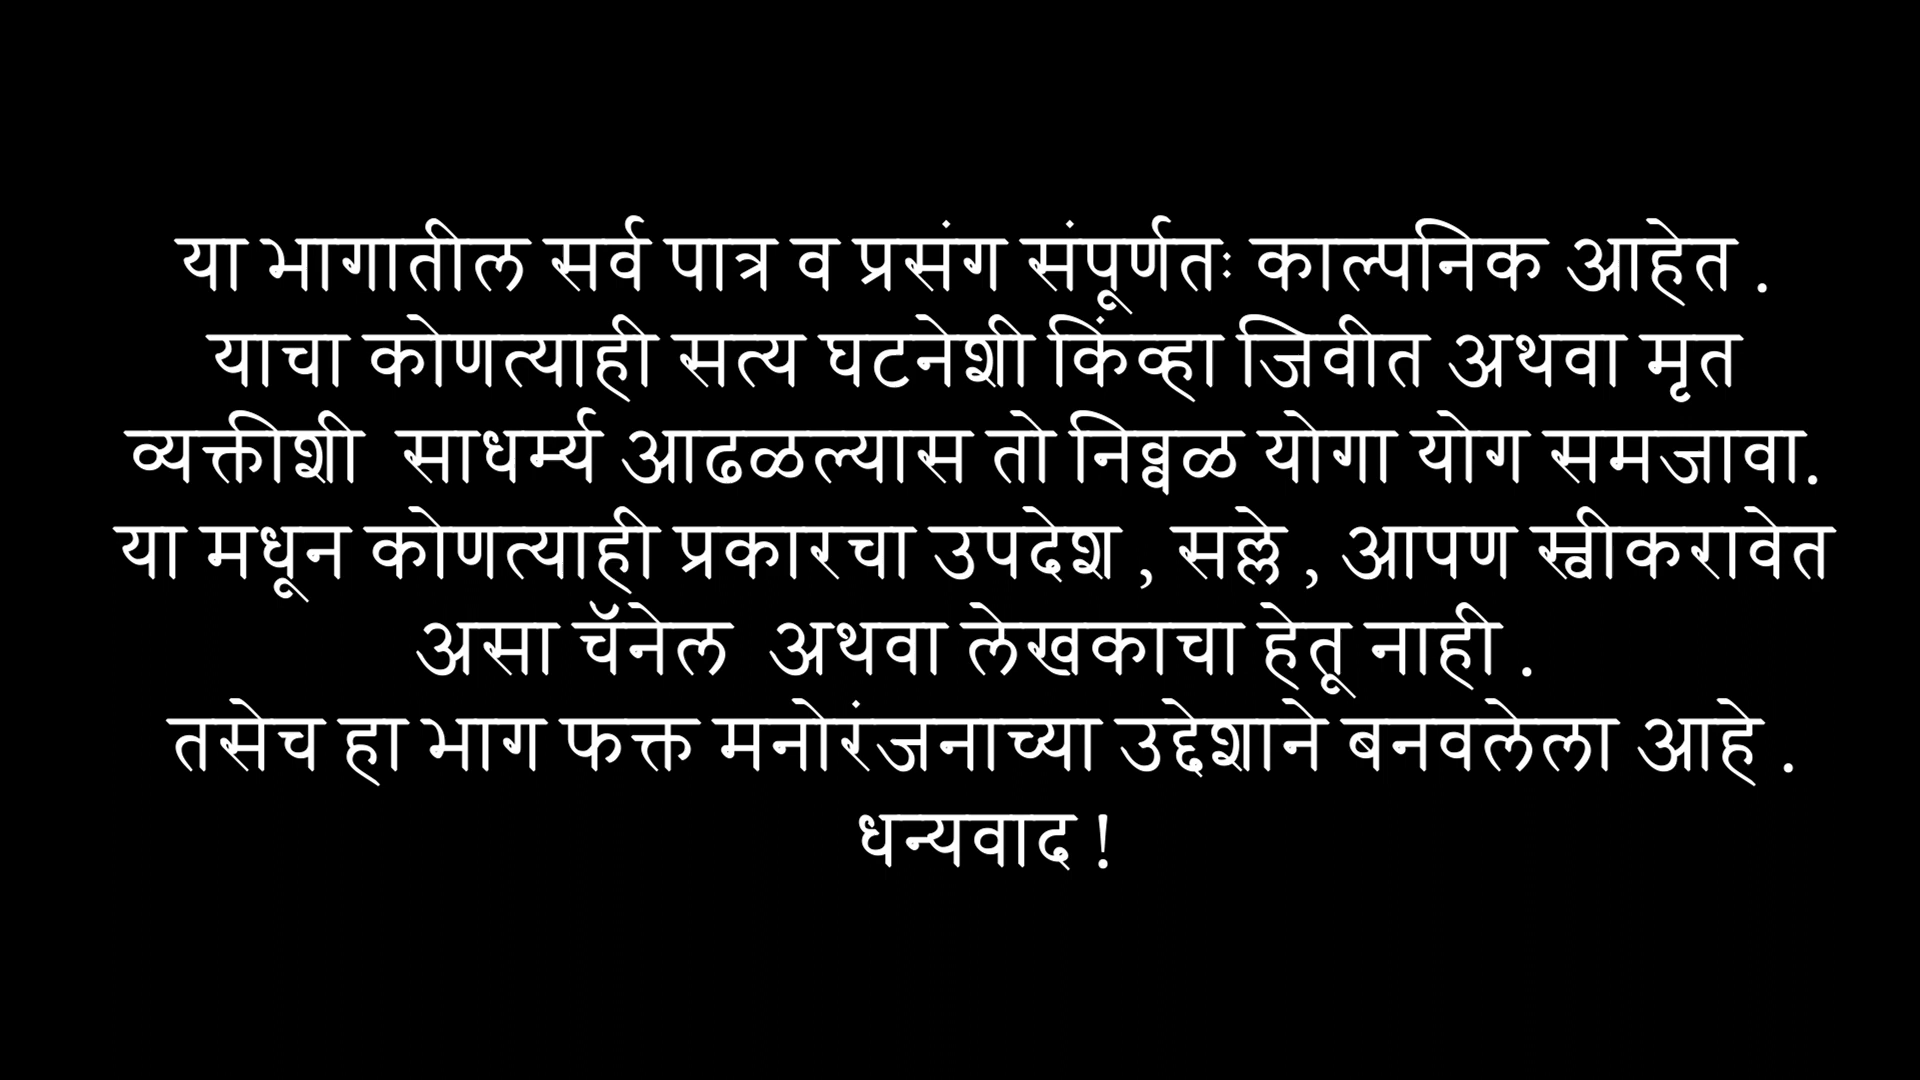 या भागातील सर्व पात्र व प्रसंग संपूर्णतः काल्पनिक आहेत .
याचा कोणत्याही सत्य घटनेशी किंव्हा जिवीत अथवा मृत
व्यक्तीशी  साधर्म्य आढळल्यास तो निव्वळ योगा योग समजावा.
या मधून कोणत्याही प्रकारचा उपदेश , सल्ले , आपण स्वीकरावेत
असा चॅनेल  अथवा लेखकाचा हेतू नाही .
तसेच हा भाग फक्त मनोरंजनाच्या उद्देशाने बनवलेला आहे .
धन्यवाद !